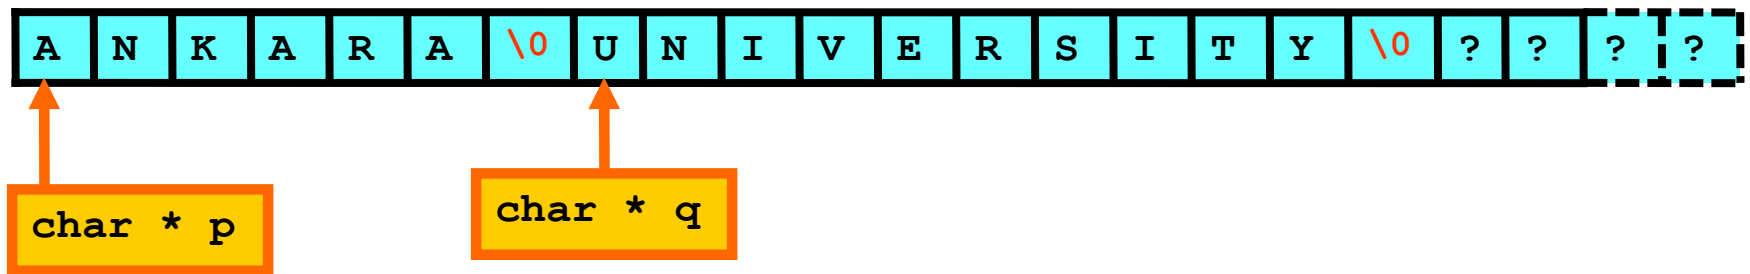 A N K A R A \0 U N I V E R S I T Y \0 ? ? ? ?
char * p
char * q